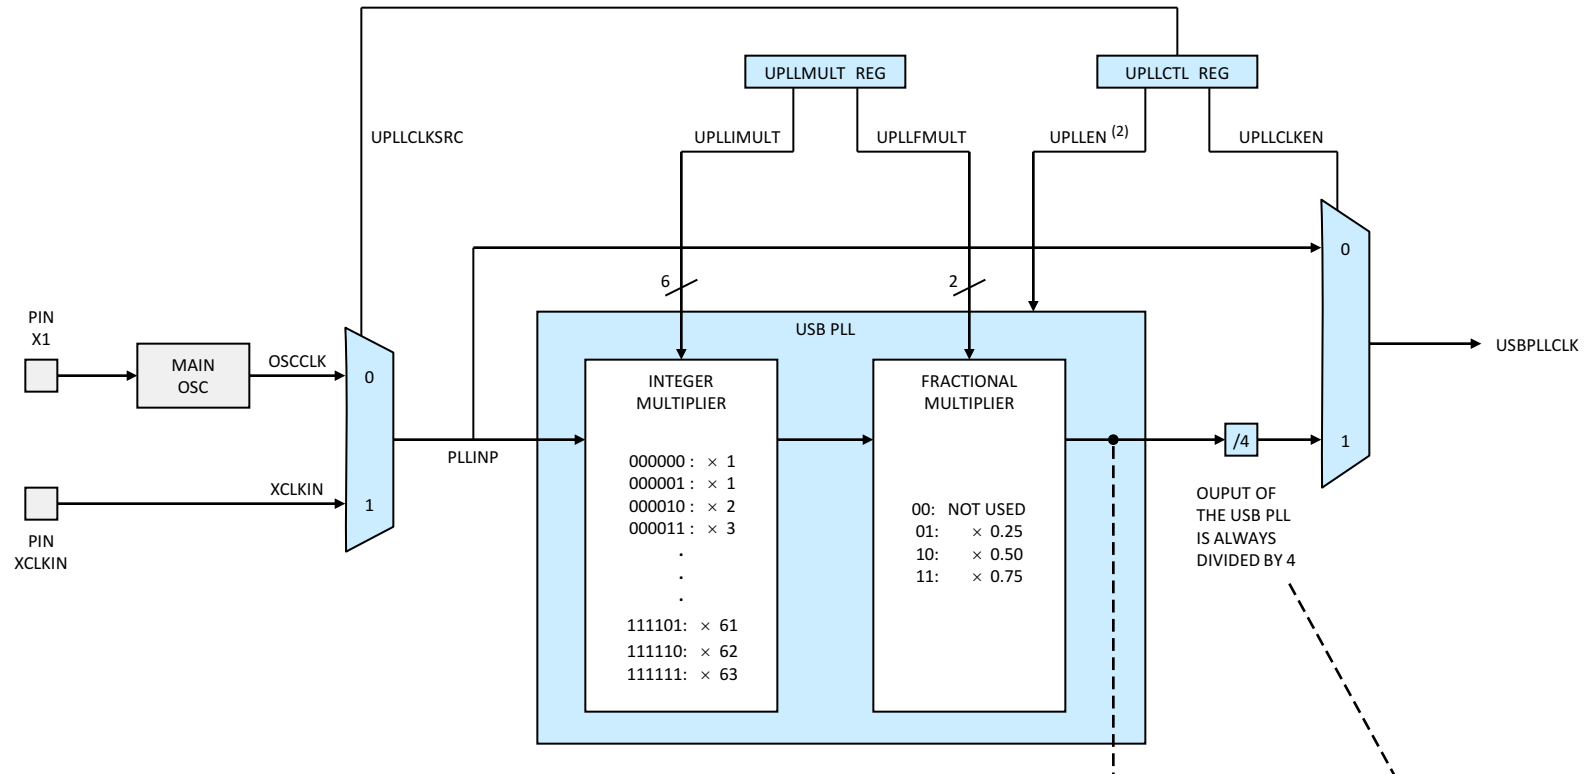 UPLLMULT REG
UPLLCTL REG
UPLLCLKSRC
UPLLIMULT
UPLLFMULT
UPLLEN (2)
UPLLCLKEN
0
6
2
PIN
X1
USB PLL
MAIN
OSC
OSCCLK
0
USBPLLCLK
INTEGER
MULTIPLIER
FRACTIONAL
MULTIPLIER
PLLINP
/4
1
XCLKIN
1
PIN
XCLKIN
000000 : × 1
000001 : × 1
000010 : × 2
000011 : × 3
.
.
.
111101: × 61
111110: × 62
111111: × 63
00: NOT USED
01: × 0.25
10: × 0.50
11: × 0.75
OUPUT OF
THE USB PLL
IS ALWAYS
DIVIDED BY 4